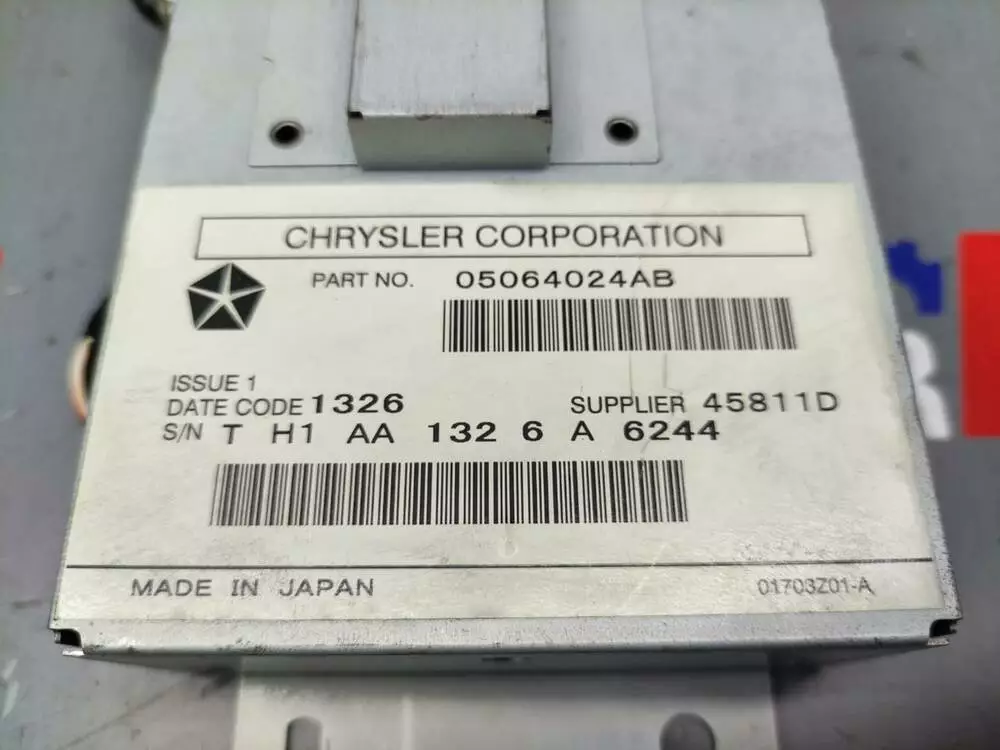 CHRYSLER CORPORATION
PART NO. 05064024AB
ISSUE 1
DATE CODE 1326 SUPPLIER 45811D
S/N T H1 AA 132 6 A 6244
MADE IN JAPAN 01703Z01-A
R